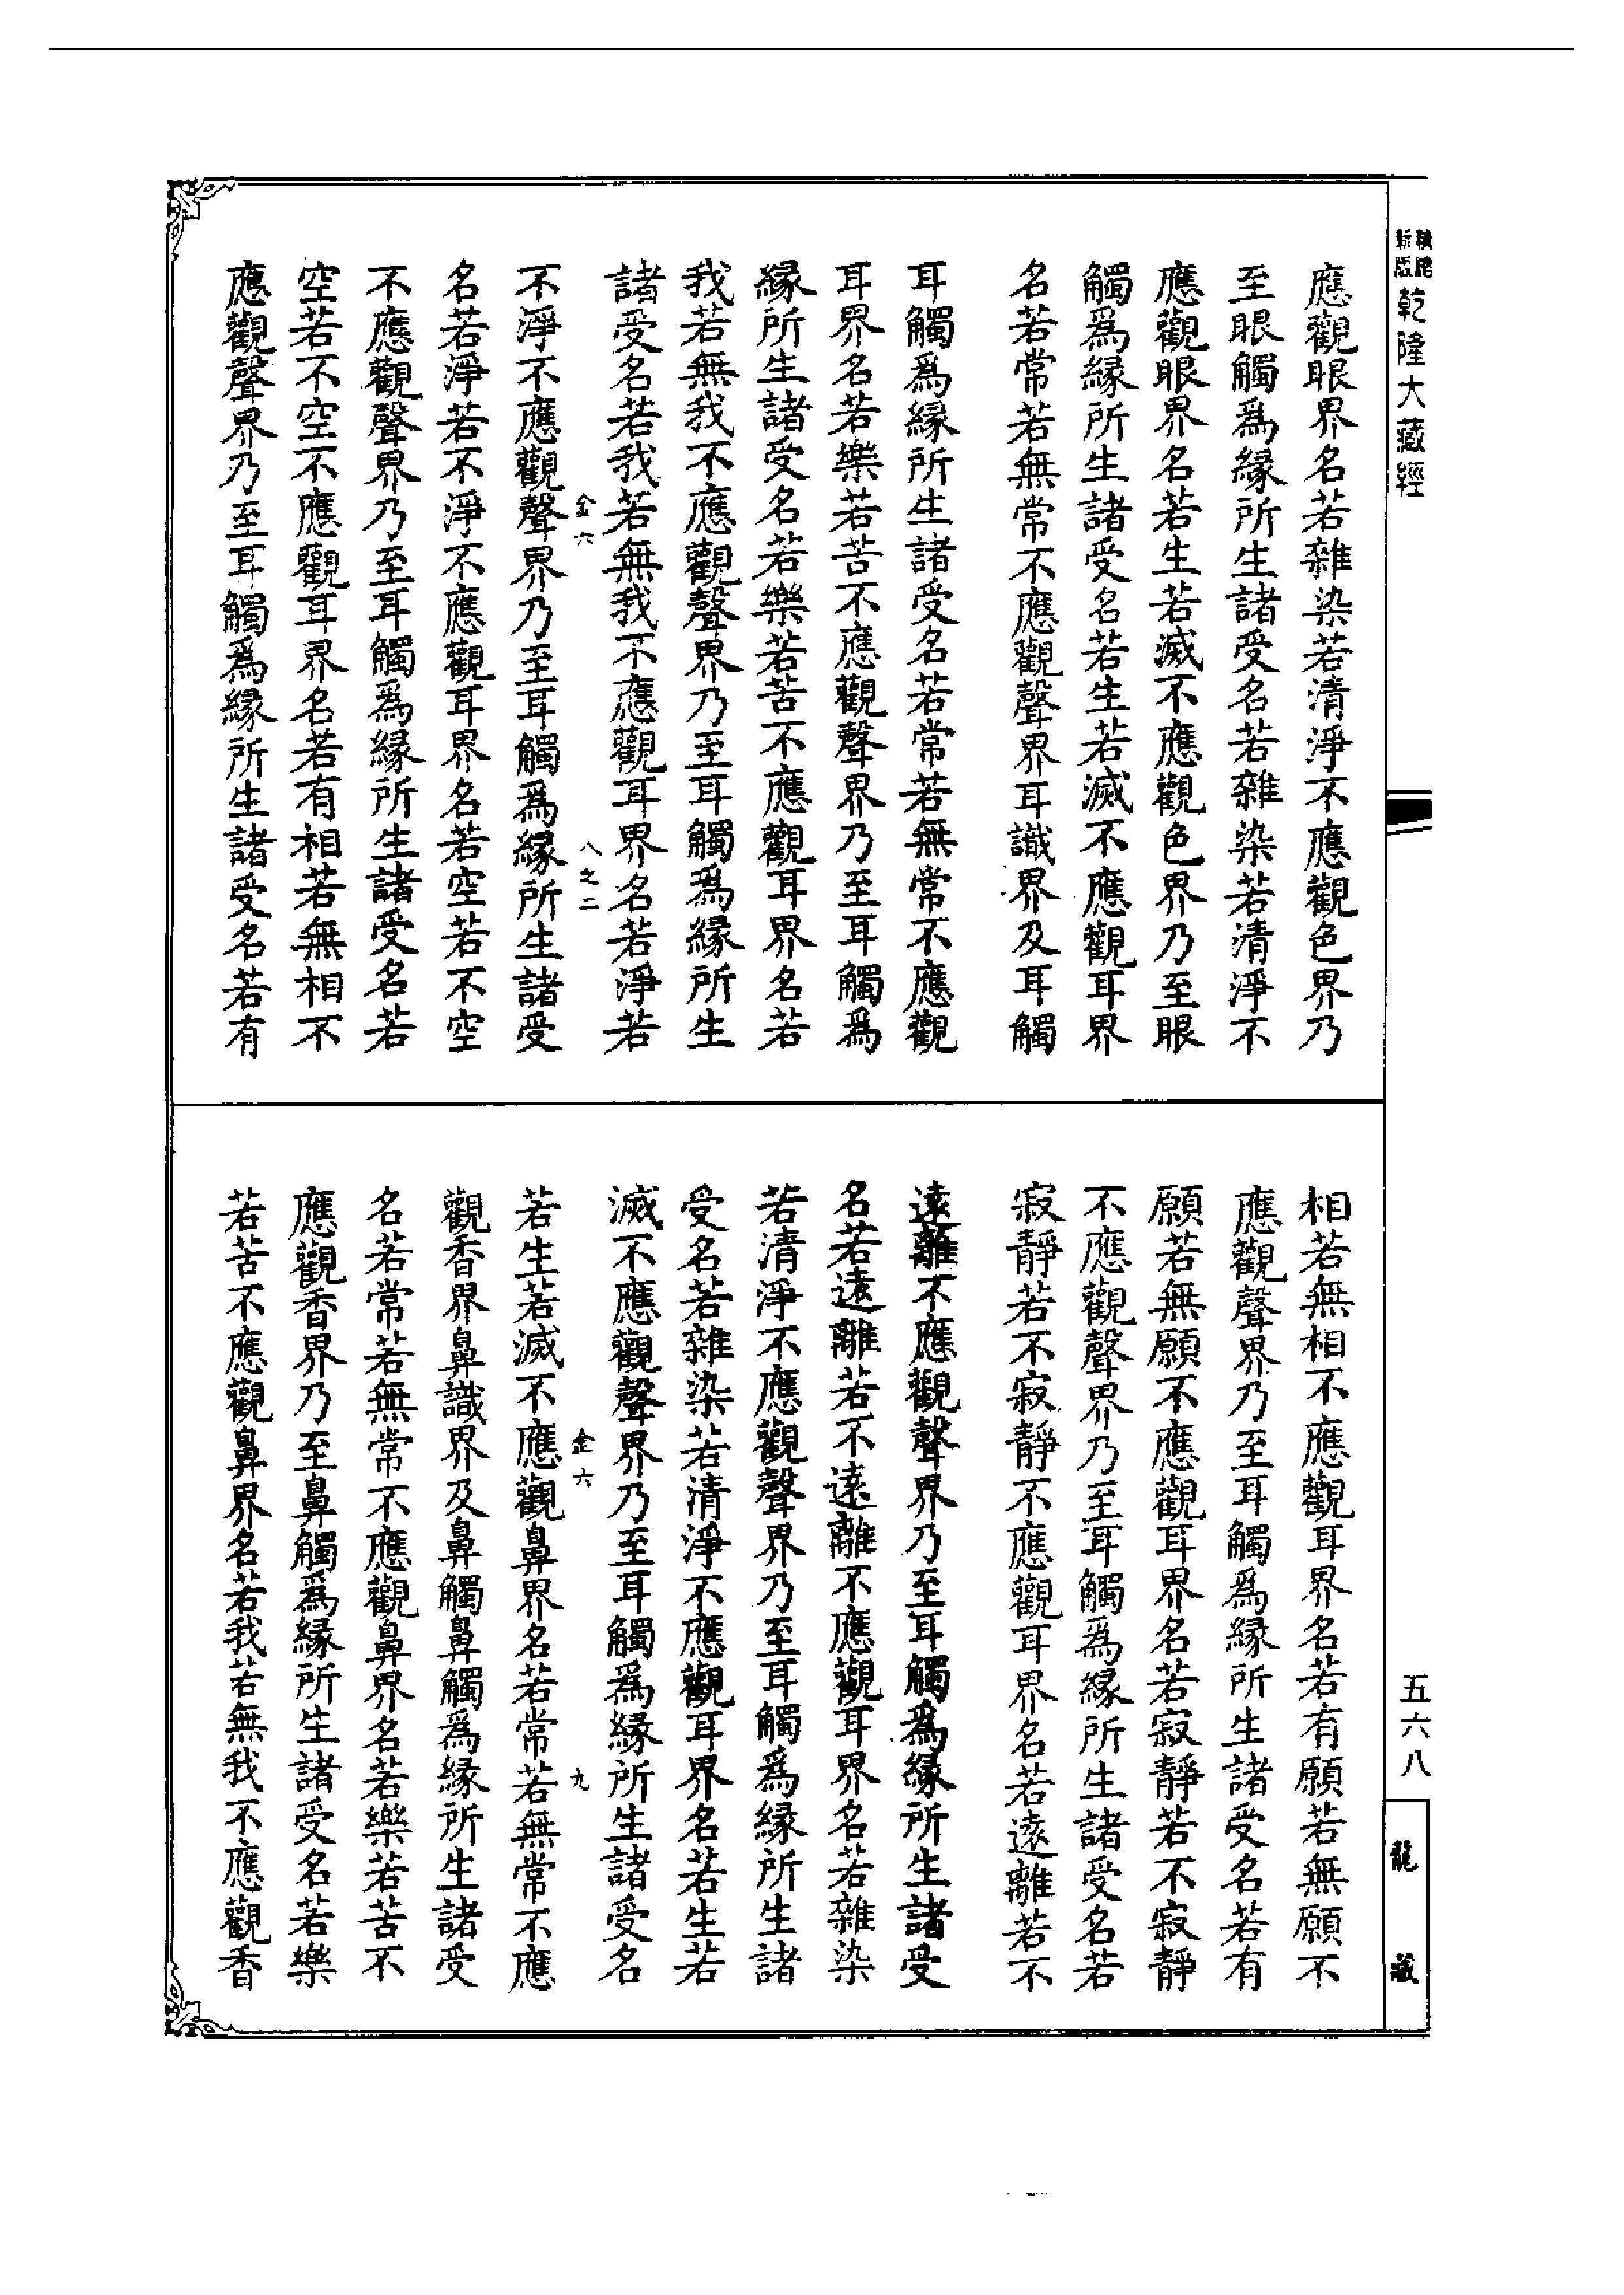 乾隆大藏經
應觀眼界名若雜染若清淨不應觀色界乃
至眼觸為緣所生諸受名若雜染若清淨不
應觀眼界名若生若滅不應觀色界乃至眼
觸為緣所生諸受名若生若滅不應觀耳界
名若常若無常不應觀聲界耳識界及耳觸
耳觸為緣所生諸受名若常若無常不應觀
耳界名若樂若苦不應觀聲界乃至耳觸為
緣所生諸受名若樂若苦不應觀耳界名若
我若無我不應觀聲界乃至耳觸為緣所生
諸受名若我若無我不應觀耳界名若淨若
金六 八之二
不淨不應觀聲界乃至耳觸為緣所生諸受
名若淨若不淨不應觀耳界名若空若不空
不應觀聲界乃至耳觸為緣所生諸受名若
空若不空不應觀耳界名若有相若無相不
應觀聲界乃至耳觸為緣所生諸受名若有
相若無相不應觀耳界名若有願若無願不
應觀聲界乃至耳觸為緣所生諸受名若有
願若無願不應觀耳界名若寂靜若不寂靜
不應觀聲界乃至耳觸為緣所生諸受名若
寂靜若不寂靜不應觀耳界名若遠離若不
遠離不應觀聲界乃至耳觸為緣所生諸受
名若遠離若不遠離不應觀耳界名若雜染
若清淨不應觀聲界乃至耳觸為緣所生諸
受名若雜染若清淨不應觀耳界名若生若
滅不應觀聲界乃至耳觸為緣所生諸受名
金六 九
若生若滅不應觀鼻界名若常若無常不應
觀香界鼻識界及鼻觸鼻觸為緣所生諸受
名若常若無常不應觀鼻界名若樂若苦不
應觀香界乃至鼻觸為緣所生諸受名若樂
若苦不應觀鼻界名若我若無我不應觀香
五六八
龍藏